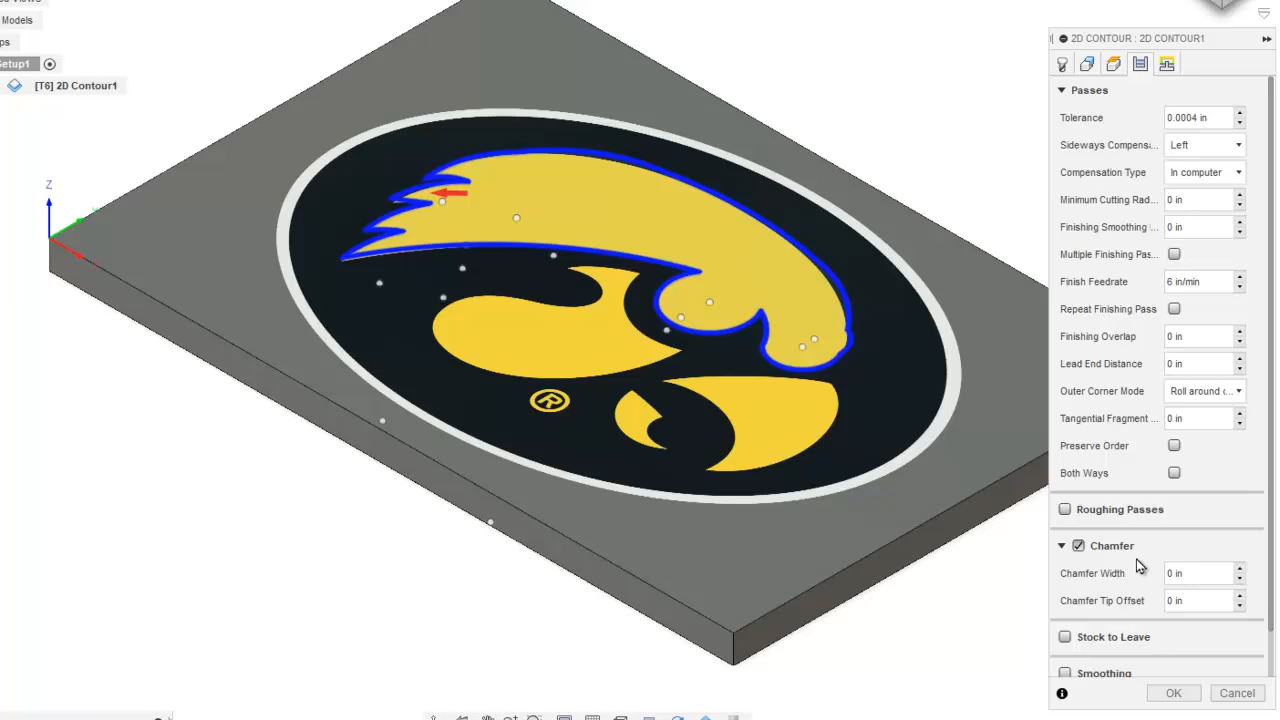 Models
ps
Setup1
[T6] 2D Contour1
Z
®
2D CONTOUR : 2D CONTOUR1
Passes
Tolerance 0.0004 in
Sideways Compensa... Left
Compensation Type In computer
Minimum Cutting Rad... 0 in
Finishing Smoothing 0 in
Multiple Finishing Pas...
Finish Feedrate 6 in/min
Repeat Finishing Pass
Finishing Overlap 0 in
Lead End Distance 0 in
Outer Corner Mode Roll around c...
Tangential Fragment ... 0 in
Preserve Order
Both Ways
Roughing Passes
Chamfer
Chamfer Width 0 in
Chamfer Tip Offset 0 in
Stock to Leave
Smoothing
OK Cancel